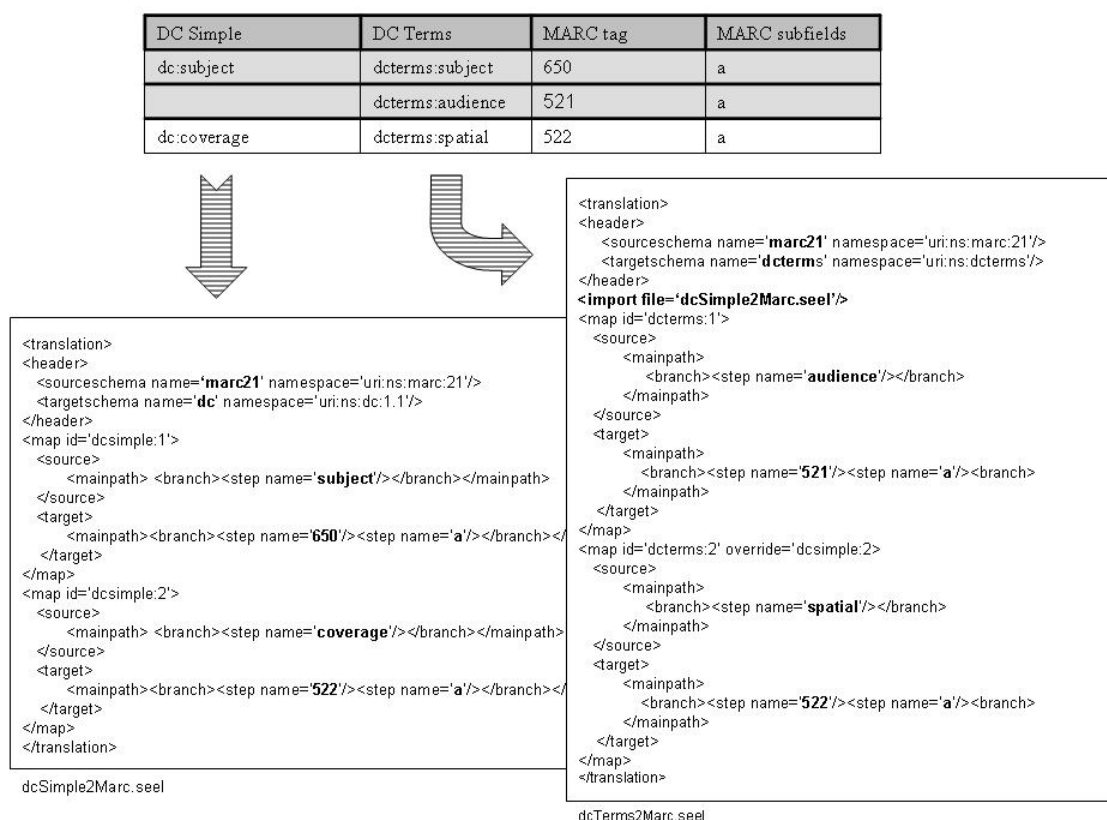 DC Simple DC Terms MARC tag MARC subfields
dc:subject dcterms:subject 650 a
dcterms:audience 521 a
dc:coverage dcterms:spatial 522 a
<translation>
<header>
<sourceschema name=‘marc21' namespace='uri:ns:marc:21'/>
<targetschema name='dc' namespace='uri:ns:dc:1.1'/>
</header>
<map id='dcsimple:1'>
<source>
<mainpath> <branch><step name='subject'/></branch></mainpath>
</source>
<target>
<mainpath><branch><step name='650'/><step name='a'/></branch></
</target>
</map>
<map id='dcsimple:2'>
<source>
<mainpath> <branch><step name='coverage'/></branch></mainpath>
</source>
<target>
<mainpath><branch><step name='522'/><step name='a'/></branch></
</target>
</map>
</translation>
dcSimple2Marc.seel
<translation>
<header>
<sourceschema name='marc21' namespace='uri:ns:marc:21'/>
<targetschema name='dcterms' namespace='uri:ns:dcterms'/>
</header>
<import file=‘dcSimple2Marc.seel’/>
<map id='dcterms:1'>
<source>
<mainpath>
<branch><step name='audience'/></branch>
</mainpath>
</source>
<target>
<mainpath>
<branch><step name='521'/><step name='a'/><branch>
</mainpath>
</target>
</map>
<map id='dcterms:2' override='dcsimple:2>
<source>
<mainpath>
<branch><step name='spatial'/></branch>
</mainpath>
</source>
<target>
<mainpath>
<branch><step name='522'/><step name='a'/><branch>
</mainpath>
</target>
</map>
</translation>
dcTerms2Marc.seel